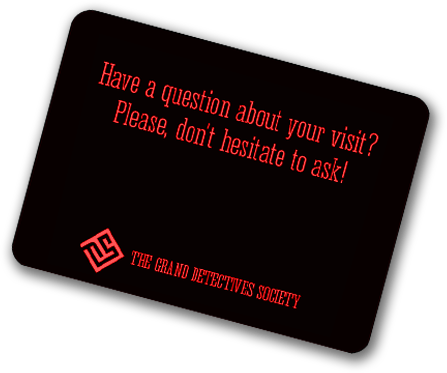 Have a question about your visit?
Please, don't hesitate to ask!
THE GRAND DETECTIVES SOCIETY